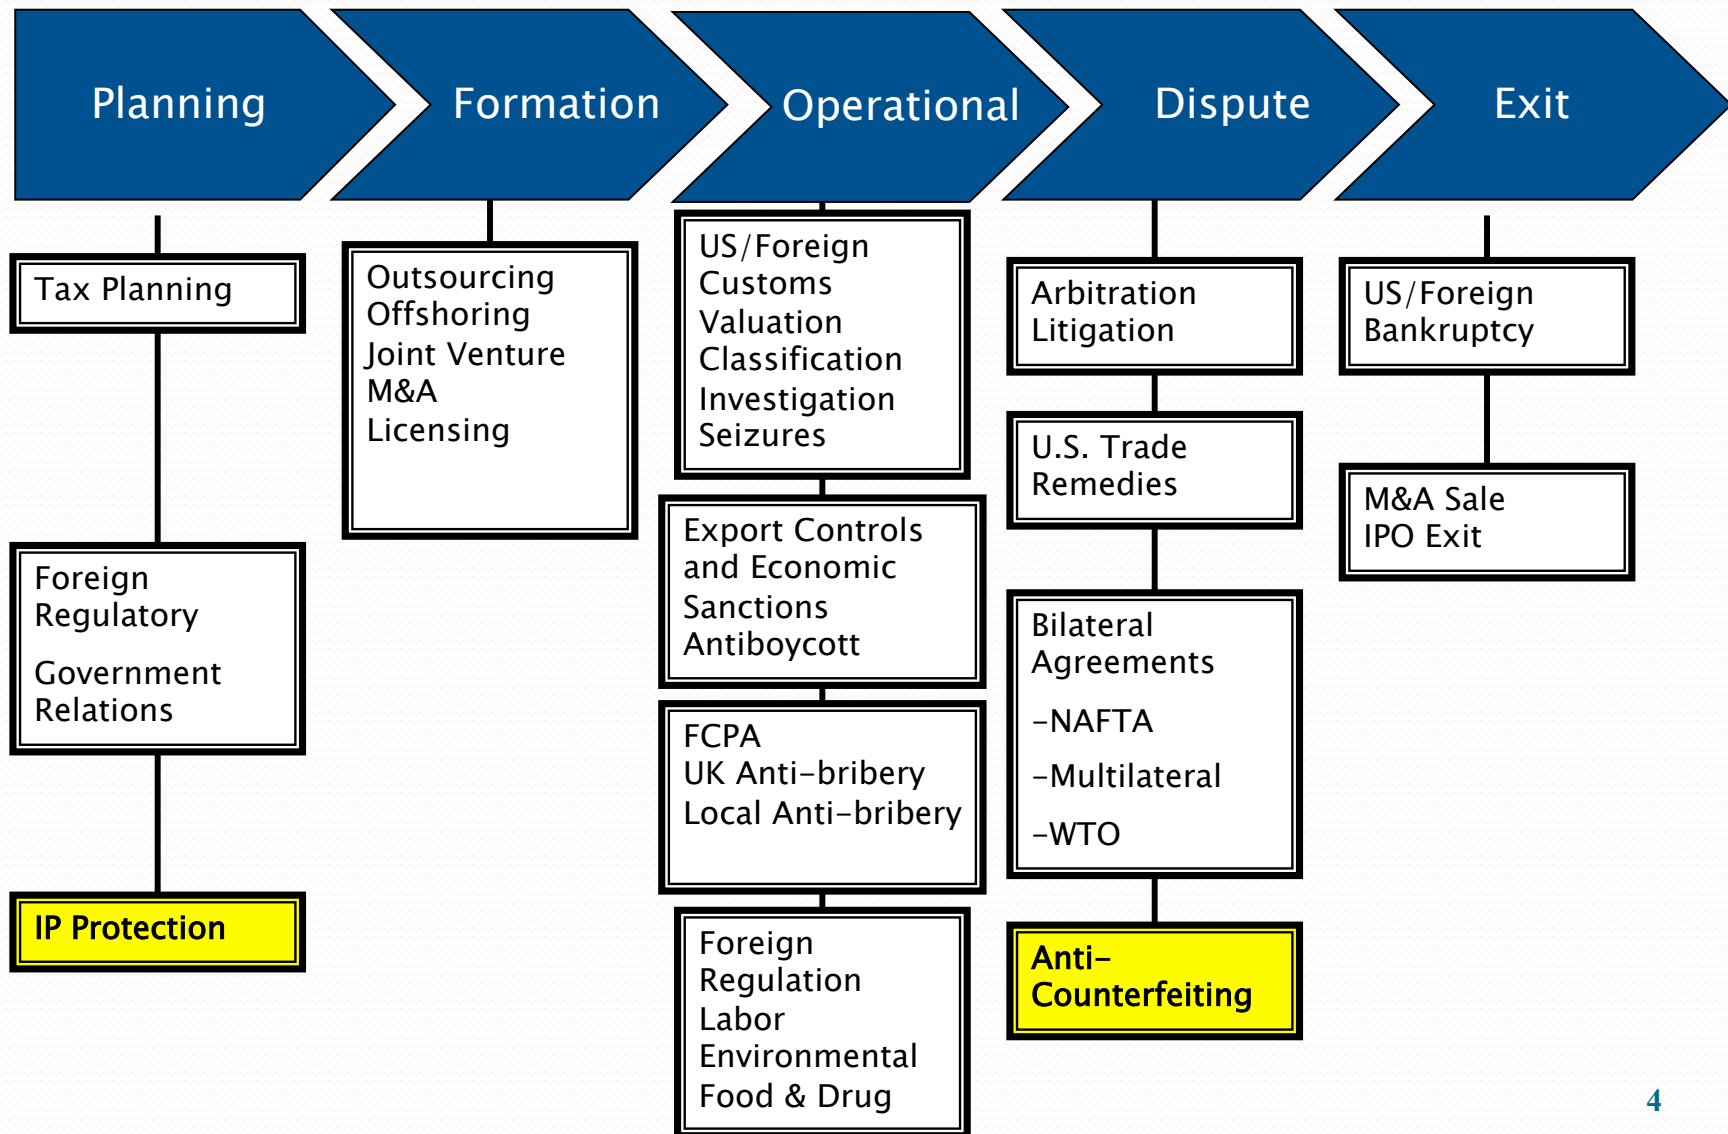 Planning
Formation
Operational
Dispute
Exit
Tax Planning
Foreign
Regulatory
Government
Relations
IP Protection
Outsourcing
Offshoring
Joint Venture
M&A
Licensing
US/Foreign
Customs
Valuation
Classification
Investigation
Seizures
Export Controls
and Economic
Sanctions
Antiboycott
FCPA
UK Anti-bribery
Local Anti-bribery
Foreign
Regulation
Labor
Environmental
Food & Drug
Arbitration
Litigation
U.S. Trade
Remedies
Bilateral
Agreements
-NAFTA
-Multilateral
-WTO
Anti-
Counterfeiting
US/Foreign
Bankruptcy
M&A Sale
IPO Exit
4